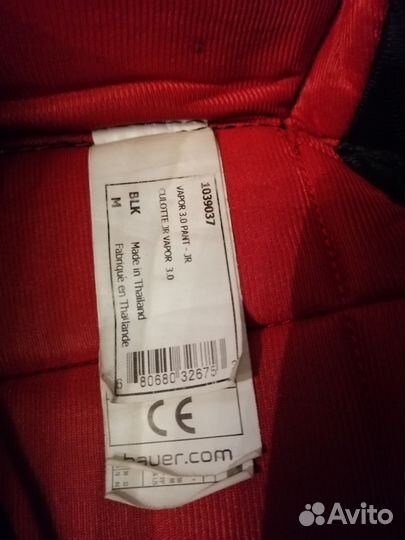 1039037
VAPOR 3.0 PANT - JR
CULOTTE JR VAPOR 3.0
BLK
M
Made in Thailand
Fabriqué en Thaïlande
80680 32675
CE
bauer.com
Avito